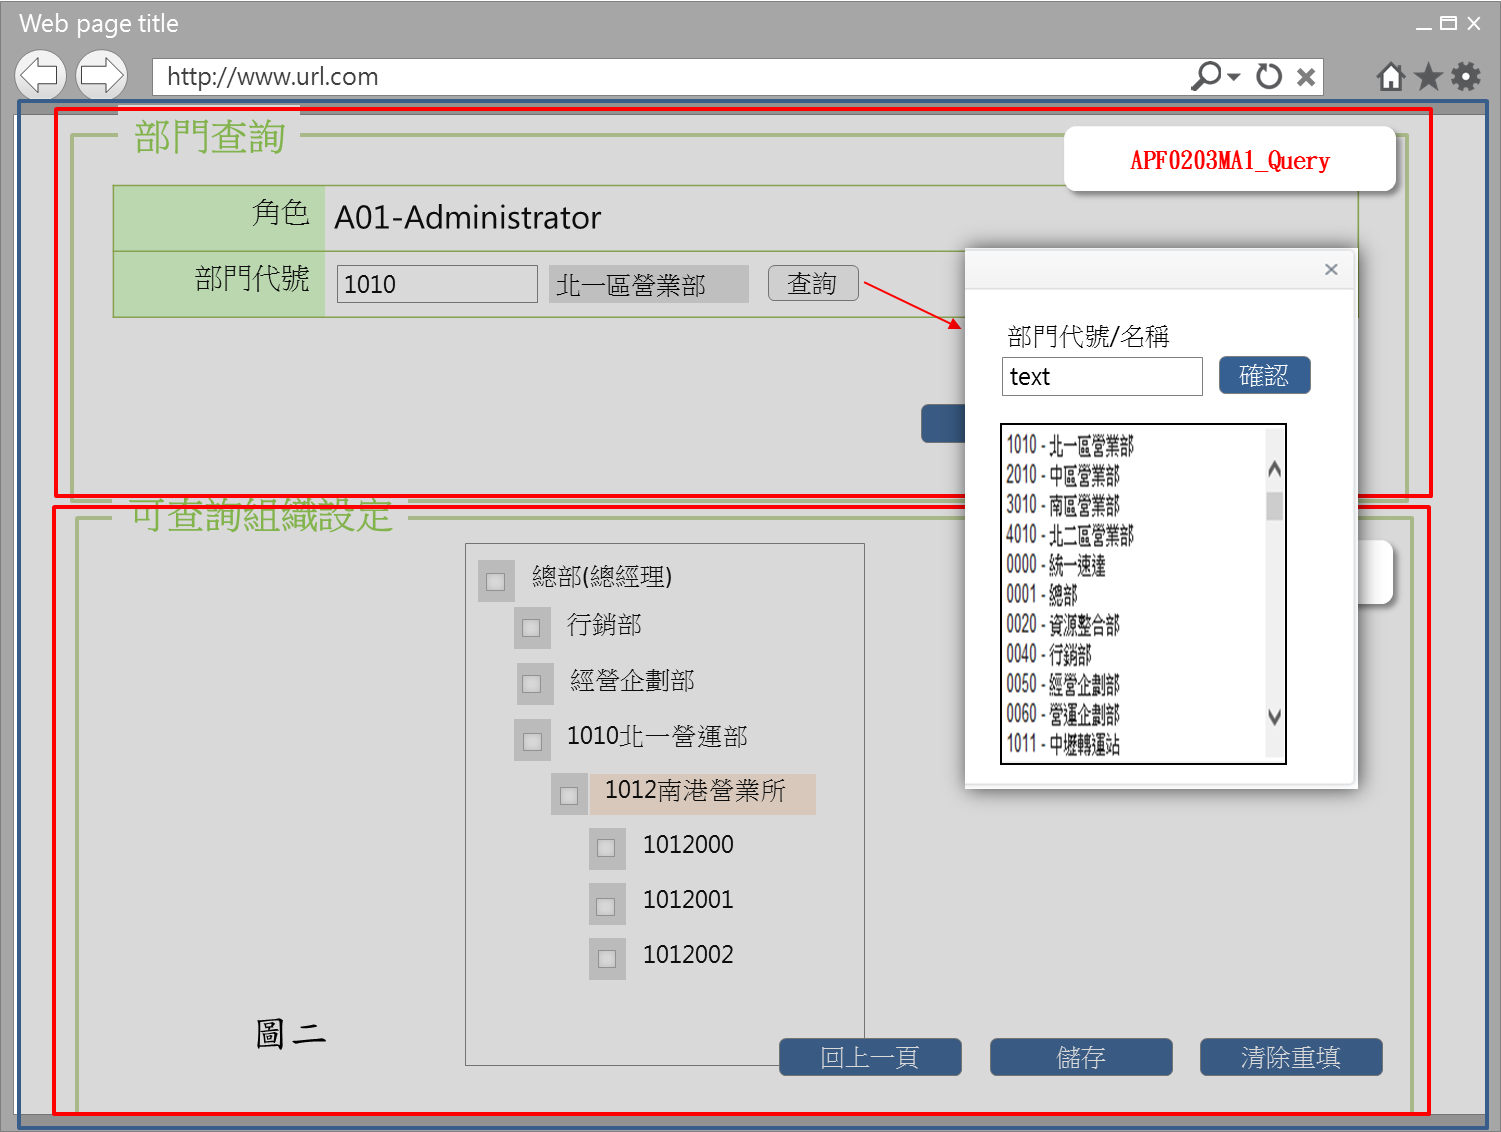 Web page title
http://www.url.com
部門查詢
APF0203MA1_Query
角色
A01-Administrator
部門代號
1010
北一區營業部
查詢
部門代號/名稱
text
確認
1010 - 北一區營業部
2010 - 中區營業部
3010 - 南區營業部
4010 - 北二區營業部
0000 - 統一速達
0001 - 總部
0020 - 資源整合部
0040 - 行銷部
0050 - 經營企劃部
0060 - 營運企劃部
1011 - 中壢轉運站
可查詢組織設定
總部(總經理)
行銷部
經營企劃部
1010北一營運部
1012南港營業所
1012000
1012001
1012002
圖二
回上一頁
儲存
清除重填